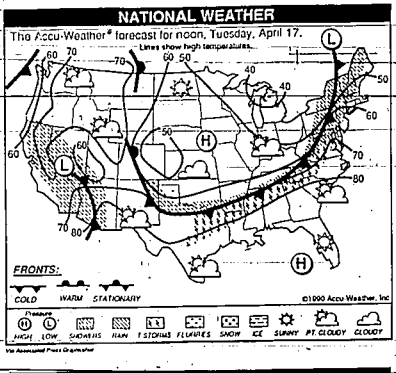 NATIONAL WEATHER
The Accu-Weather® forecast for noon, Tuesday, April 17.
Lines show high temperatures.
60 70 70 60 50 L
40 40 50
50 H
60 60 60
L 70
80
70 80
H
FRONTS:
COLD WARM STATIONARY
©1990 Accu-Weather, Inc
Pressure
H L
HIGH LOW SHOWERS RAIN T-STORMS FLURRIES SNOW ICE SUNNY PT. CLOUDY CLOUDY
Via Associated Press GraphicsNet